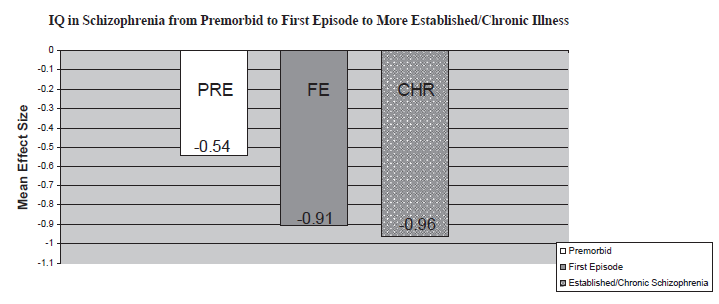 IQ in Schizophrenia from Premorbid to First Episode to More Established/Chronic Illness
Mean Effect Size
0
-0.1
-0.2
-0.3
-0.4
-0.5
-0.6
-0.7
-0.8
-0.9
-1
-1.1
PRE
FE
CHR
-0.54
-0.91
-0.96
Premorbid
First Episode
Established/Chronic Schizophrenia